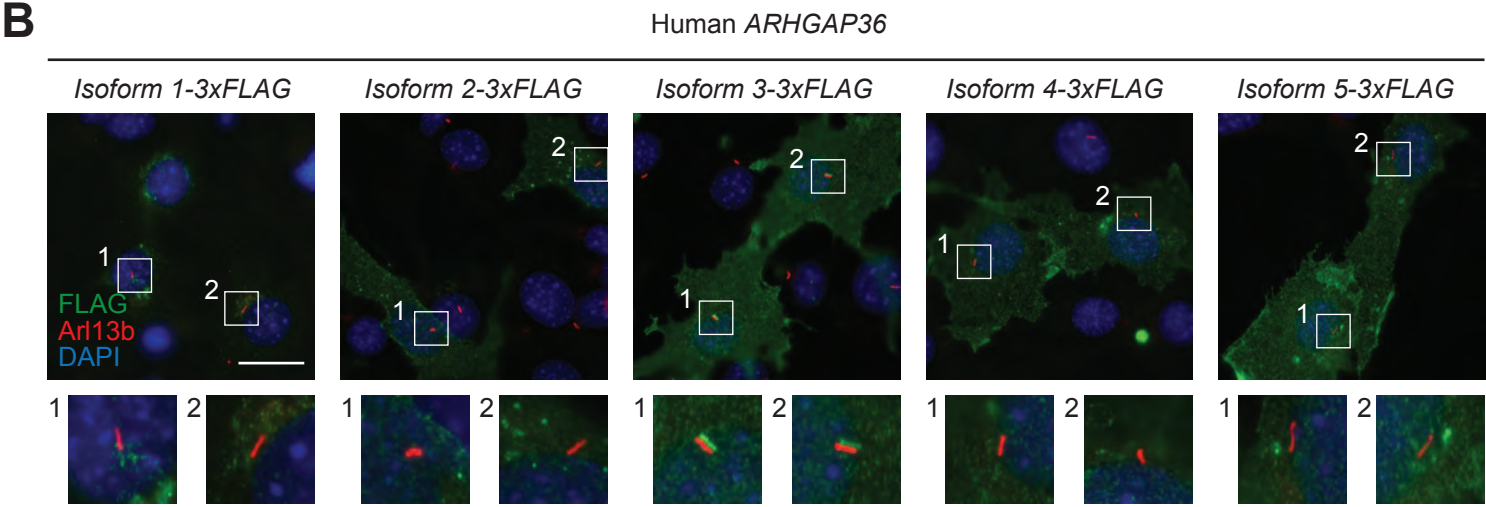 B
Human ARHGAP36
Isoform 1-3xFLAG Isoform 2-3xFLAG Isoform 3-3xFLAG Isoform 4-3xFLAG Isoform 5-3xFLAG
2 2 2 2
1 2 1 1 1 1
FLAG
Arl13b
DAPI
1 2 1 2 1 2 1 2 1 2